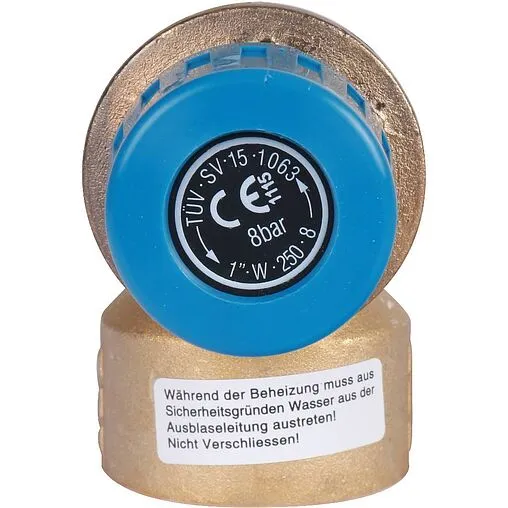 TÜV·SV·15·1063
CE 1115
8bar
1"·W·250·8
Während der Beheizung muss aus
Sicherheitsgründen Wasser aus der
Ausblaseleitung austreten!
Nicht Verschliessen!